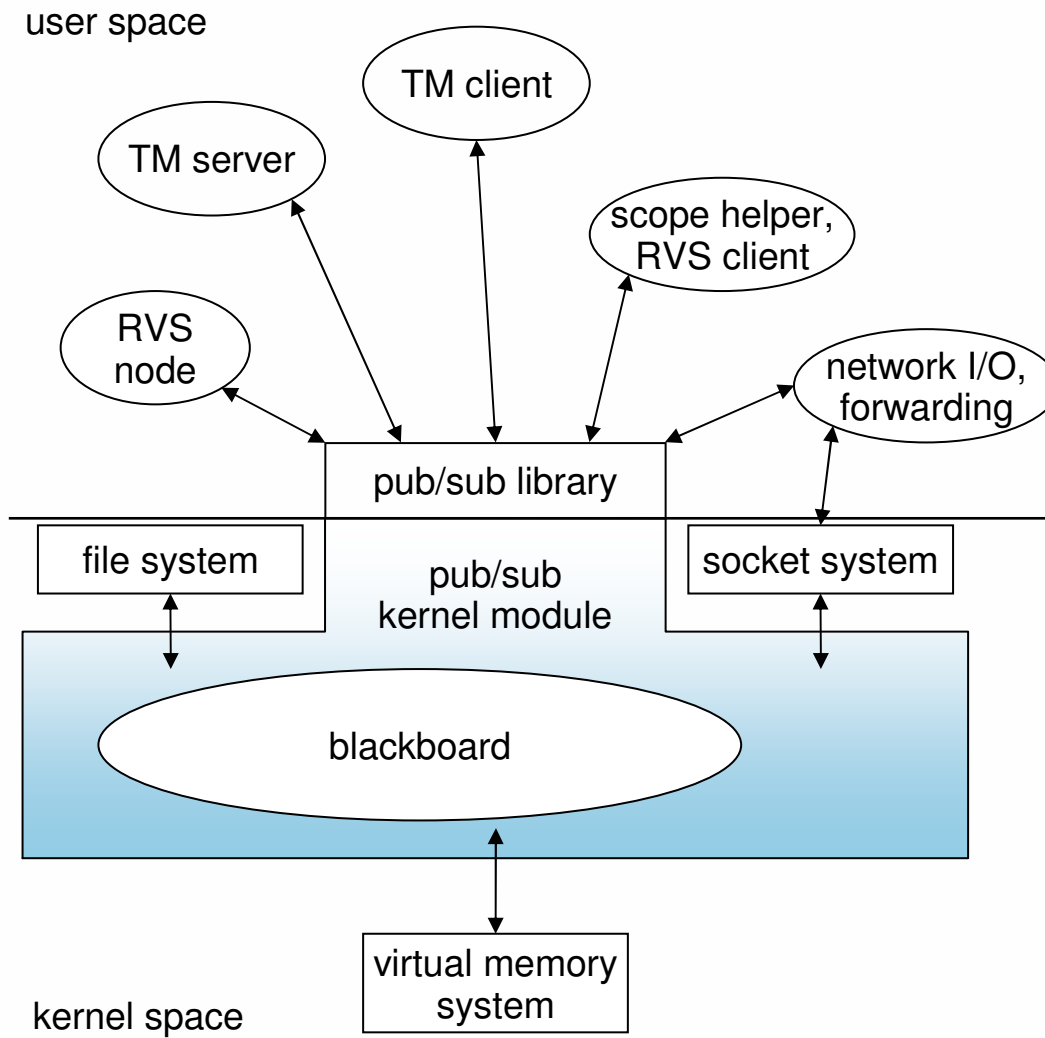 user space
TM client
TM server
scope helper,
RVS client
RVS
node
network I/O,
forwarding
pub/sub library
file system
pub/sub
kernel module
socket system
blackboard
virtual memory
system
kernel space